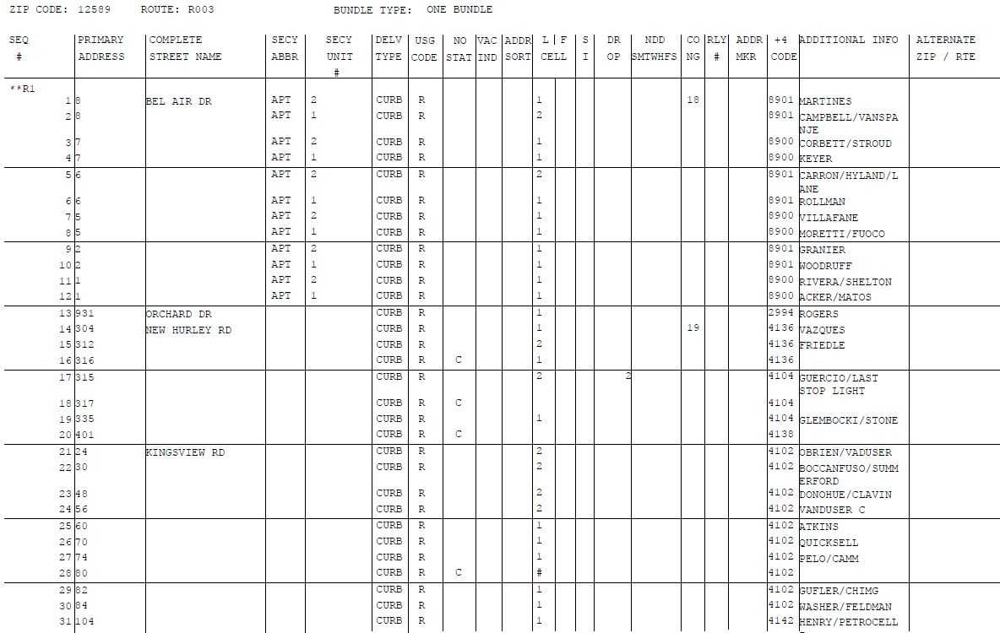 ZIP CODE: 12589 ROUTE: R003 BUNDLE TYPE: ONE BUNDLE
SEQ PRIMARY COMPLETE SECY SECY DELV USG NO VAC ADDR L F S DR NDD CO RLY ADDR +4 ADDITIONAL INFO ALTERNATE
# ADDRESS STREET NAME ABBR UNIT TYPE CODE STAT IND SORT CELL I OP SMTWHFS NG # MKR CODE ZIP / RTE
#
**R1
1 8 BEL AIR DR APT 2 CURB R 1 18 8901 MARTINES
2 8 APT 1 CURB R 2 8901 CAMPBELL/VANSPA
NJE
3 7 APT 2 CURB R 1 8900 CORBETT/STROUD
4 7 APT 1 CURB R 1 8900 KEYER
5 6 APT 2 CURB R 2 8901 CARRON/HYLAND/L
ANE
6 6 APT 1 CURB R 1 8901 ROLLMAN
7 5 APT 2 CURB R 1 8900 VILLAFANE
8 5 APT 1 CURB R 1 8900 MORETTI/FUOCO
9 2 APT 2 CURB R 1 8901 GRANIER
10 2 APT 1 CURB R 1 8901 WOODRUFF
11 1 APT 2 CURB R 1 8900 RIVERA/SHELTON
12 1 APT 1 CURB R 1 8900 ACKER/MATOS
13 931 ORCHARD DR CURB R 1 2994 ROGERS
14 304 NEW HURLEY RD CURB R 1 19 4136 VAZQUES
15 312 CURB R 2 4136 FRIEDLE
16 316 CURB R C 1 4136
17 315 CURB R 2 2 4104 GUERCIO/LAST
STOP LIGHT
18 317 CURB R C 4104
19 335 CURB R 1 4104 GLEMBOCKI/STONE
20 401 CURB R C 4138
21 24 KINGSVIEW RD CURB R 2 4102 OBRIEN/VADUSER
22 30 CURB R 2 4102 BOCCANFUSO/SUMM
ERFORD
23 48 CURB R 2 4102 DONOHUE/CLAVIN
24 56 CURB R 2 4102 VANDUSER C
25 60 CURB R 1 4102 ATKINS
26 70 CURB R 1 4102 QUICKSELL
27 74 CURB R 1 4102 PELO/CAMM
28 80 CURB R C # 4102
29 82 CURB R 1 4102 GUFLER/CHIMG
30 84 CURB R 1 4102 WASHER/FELDMAN
31 104 CURB R 1 4142 HENRY/PETROCELL